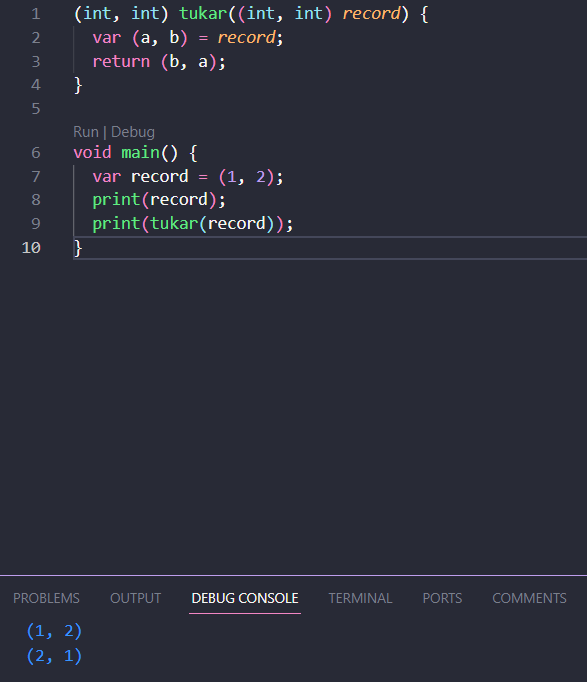 1 (int, int) tukar((int, int) record) {
2 var (a, b) = record;
3 return (b, a);
4 }
5
Run | Debug
6 void main() {
7 var record = (1, 2);
8 print(record);
9 print(tukar(record));
10 }
PROBLEMS OUTPUT DEBUG CONSOLE TERMINAL PORTS COMMENTS
(1, 2)
(2, 1)